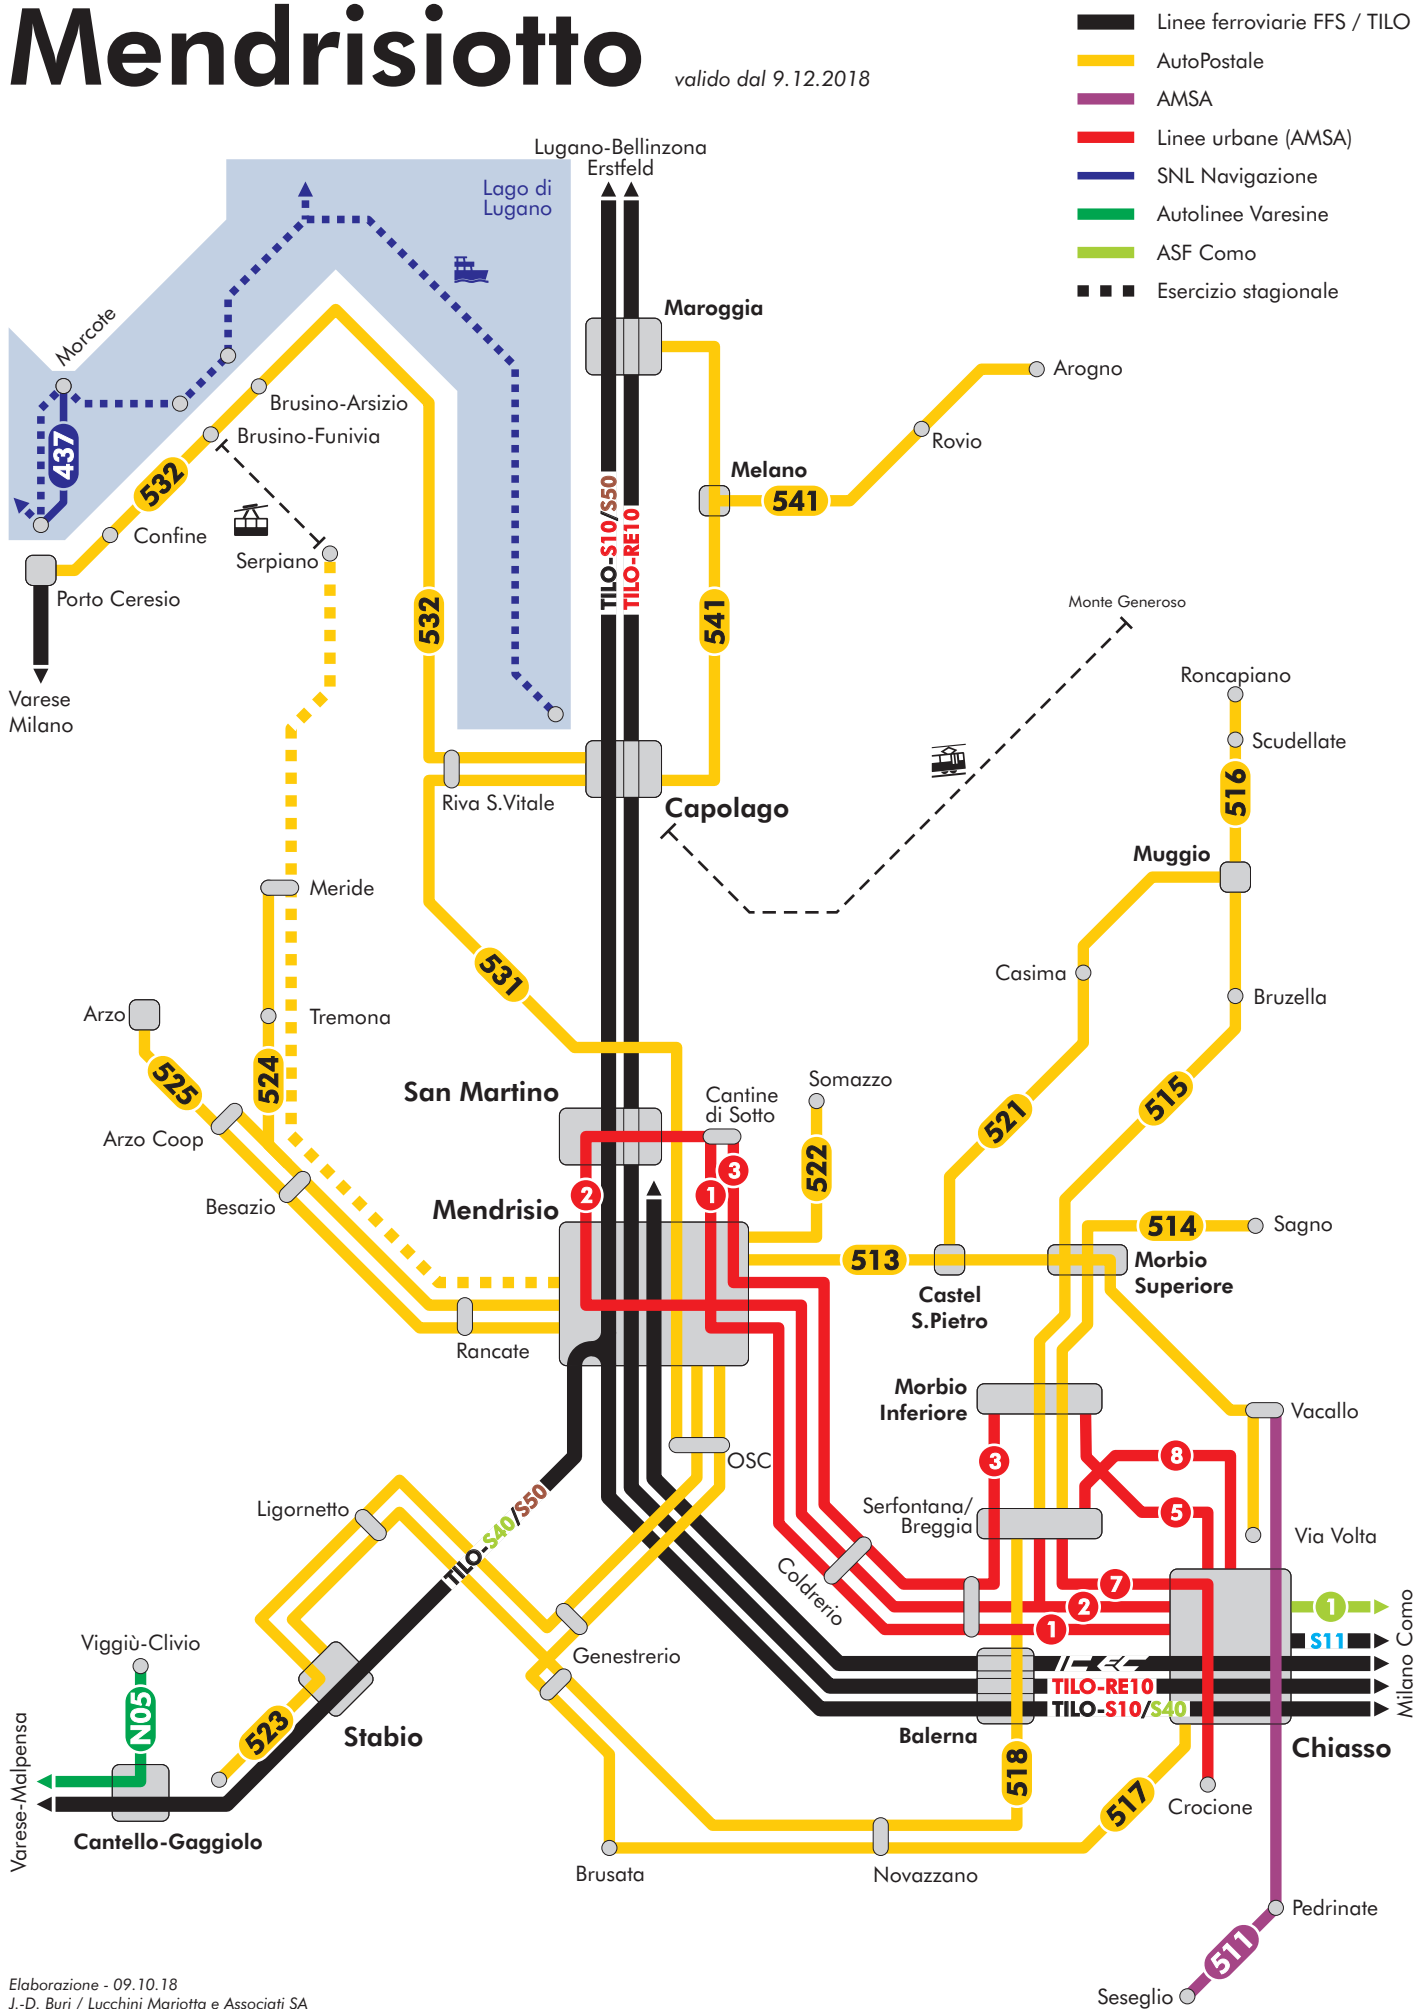 Mendrisiotto
valido dal 9.12.2018
Linee ferroviarie FFS / TILO
AutoPostale
AMSA
Linee urbane (AMSA)
SNL Navigazione
Autolinee Varesine
ASF Como
Esercizio stagionale
Lugano-Bellinzona
Erstfeld
Lago di
Lugano
Maroggia
Morcote
Arogno
Brusino-Arsizio
Brusino-Funivia
Rovio
437
532
Melano
541
Confine
Serpiano
TILO-S10/S50
TILO-RE10
Porto Ceresio
532
541
Monte Generoso
Varese
Milano
Roncapiano
Scudellate
516
Riva S.Vitale
Capolago
Muggio
Meride
531
Casima
Bruzella
Arzo
Tremona
525
524
San Martino
Cantine
di Sotto
Somazzo
521
515
Arzo Coop
522
3
2
1
Besazio
Mendrisio
514
Sagno
513
Morbio
Superiore
Castel
S.Pietro
Rancate
Morbio
Inferiore
Vacallo
OSC
3
8
Ligornetto
TILO-S40/S50
Serfontana/
Breggia
5
Via Volta
Coldrerio
7
2
1
1
Viggiù-Clivio
Genestrerio
S11
IC EC
TILO-RE10
TILO-S10/S40
Milano Como
N05
523
Stabio
Balerna
Chiasso
Varese-Malpensa
518
517
Crocione
Cantello-Gaggiolo
Brusata
Novazzano
Pedrinate
511
Seseglio
Elaborazione - 09.10.18
J.-D. Buri / Lucchini Mariotta e Associati SA